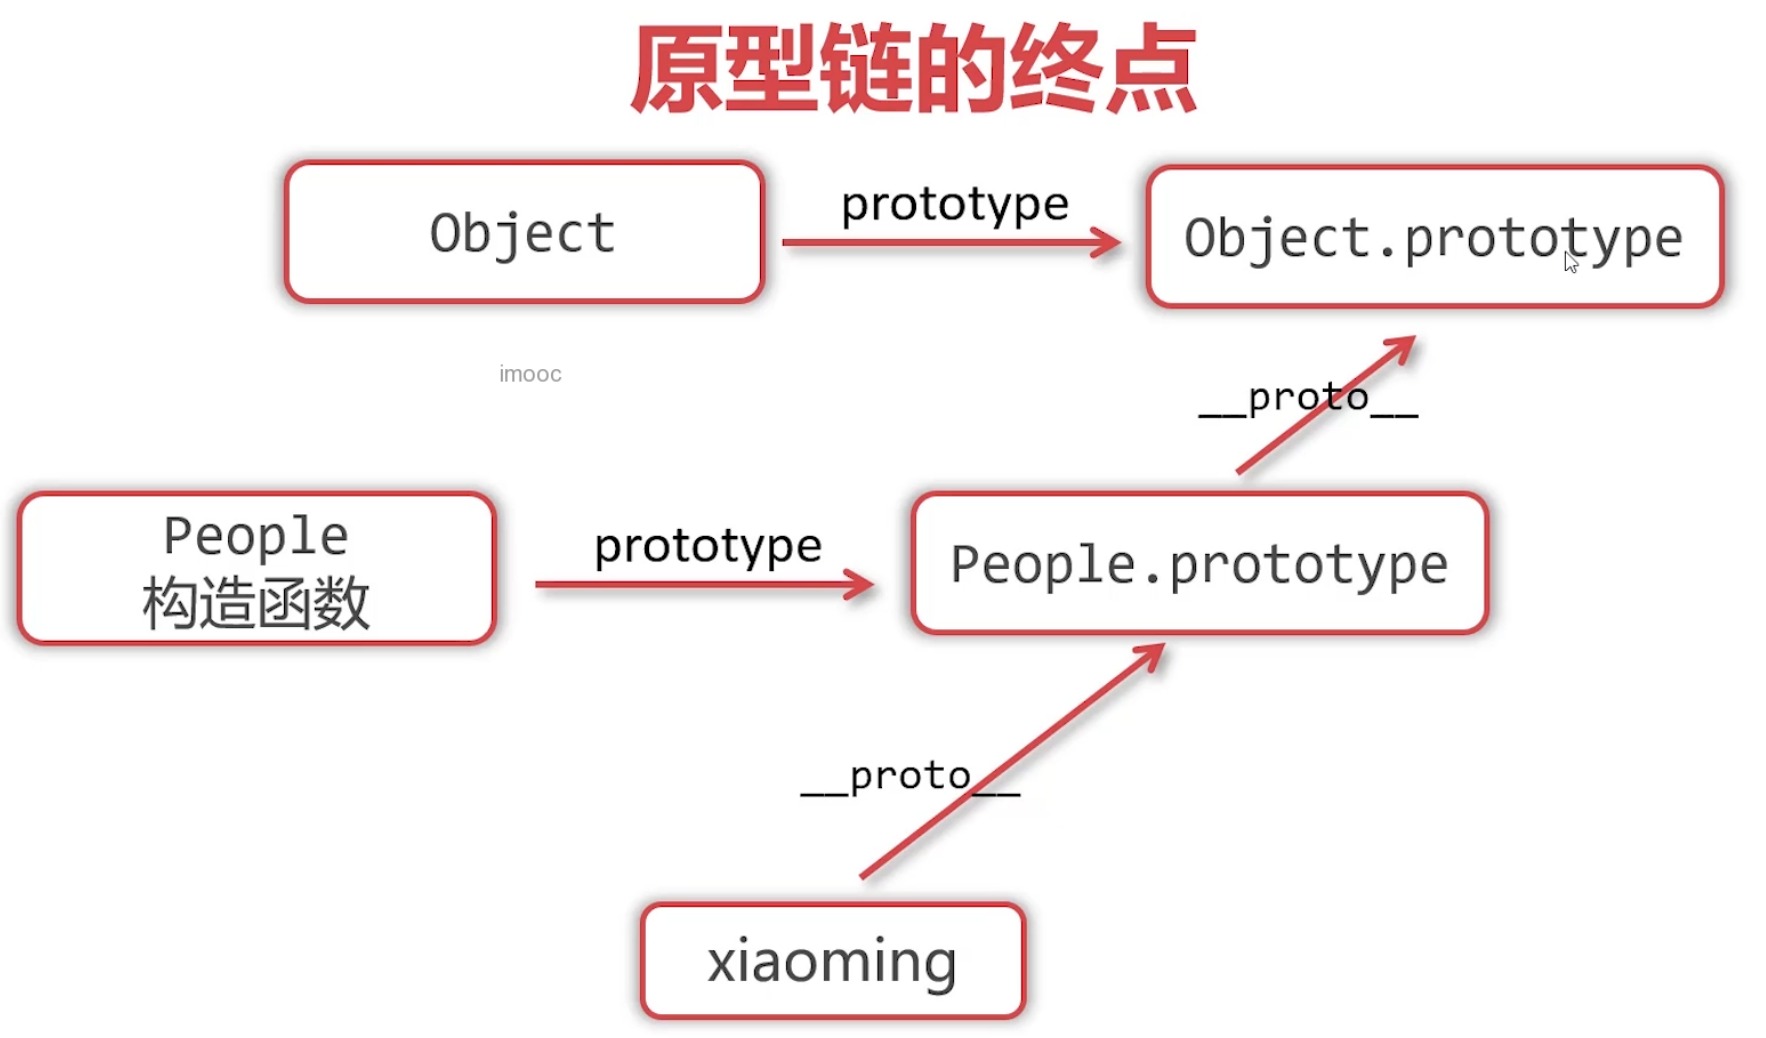 原型链的终点
Object
prototype
Object.prototype
imooc
__proto__
People
构造函数
prototype
People.prototype
__proto__
xiaoming